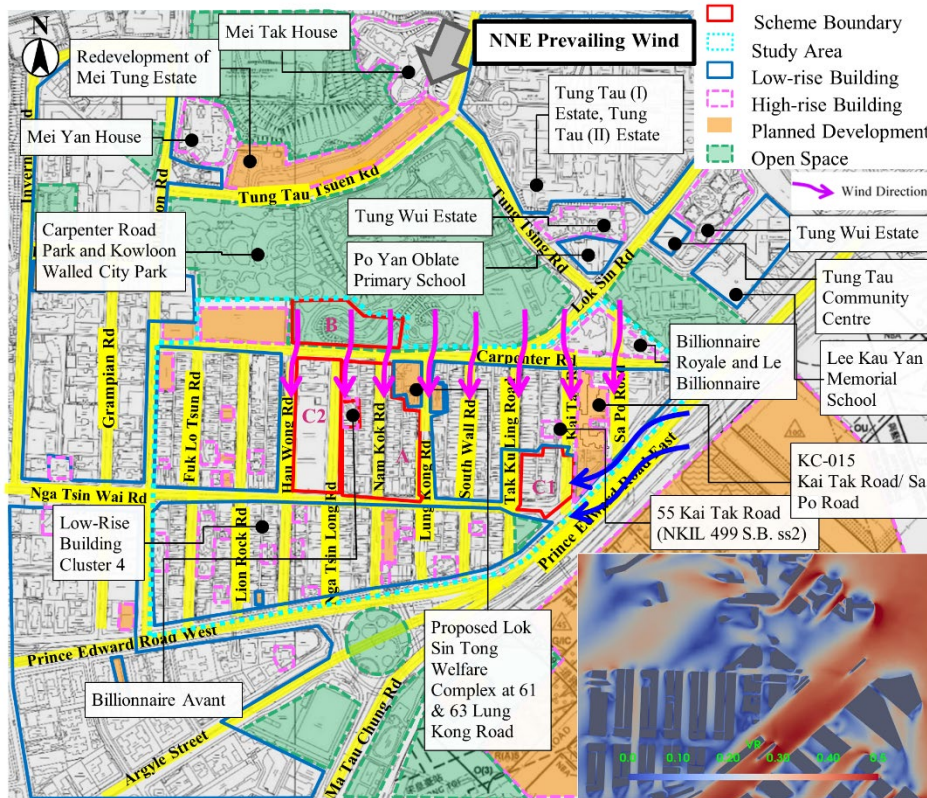 N
Mei Tak House
NNE Prevailing Wind
Scheme Boundary
Study Area
Low-rise Building
High-rise Building
Planned Development
Open Space
Wind Direction
Redevelopment of
Mei Tung Estate
Mei Yan House
Tung Tau (I)
Estate, Tung
Tau (II) Estate
Tung Tau Tsuen Rd
Tung Tsing Rd
Lok Sin Rd
Tung Wui Estate
Po Yan Oblate
Primary School
Tung Wui Estate
Tung Tau
Community
Centre
Carpenter Road
Park and Kowloon
Walled City Park
Lee Kau Yan
Memorial
School
Billionnaire
Royale and Le
Billionnaire
Carpenter Rd
B
C2
A
C1
Grampian Rd
Fuk Lo Tsun Rd
Hau Wong Rd
Nam Kok Rd
Lung Kong Rd
South Wall Rd
Tak Ku Ling Road
Kai Ta
Sa Po Road
Nga Tsin Wai Rd
Lion Rock Rd
Nga Tsin Long Rd
Prince Edward Road East
KC-015
Kai Tak Road/ Sa
Po Road
55 Kai Tak Road
(NKIL 499 S.B. ss2)
Low-Rise
Building
Cluster 4
Billionnaire Avant
Proposed Lok
Sin Tong
Welfare
Complex at 61
& 63 Lung
Kong Road
Prince Edward Road West
Argyle Street
Ma Tau Chung Rd
R(A)5
O(3)
VR
0.0 0.10 0.20 0.30 0.40